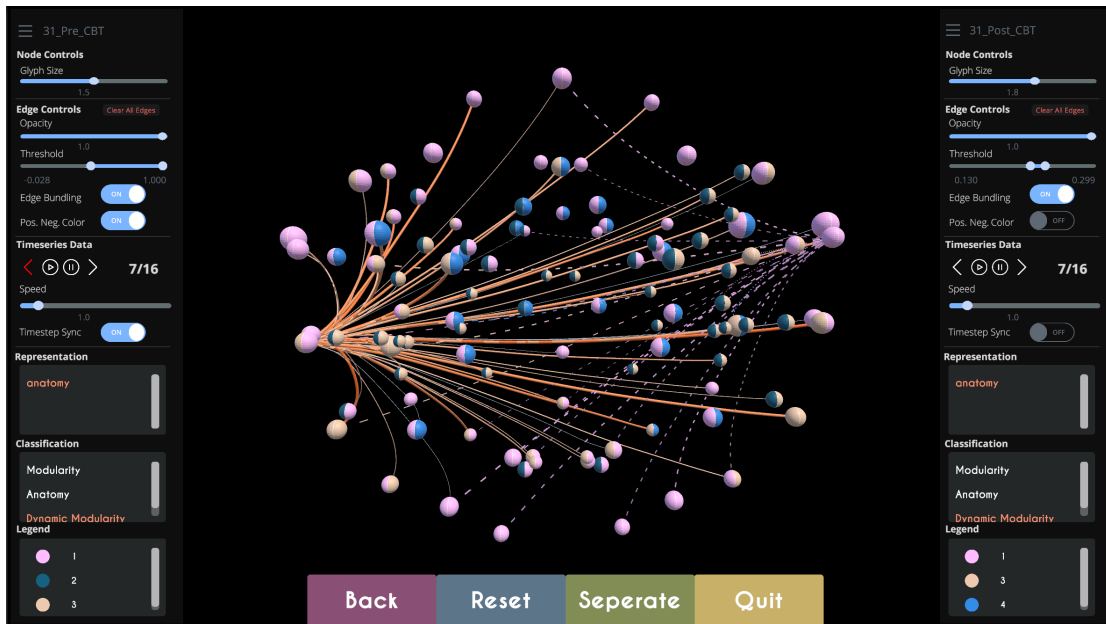 31_Pre_CBT
Node Controls
Glyph Size
1.5
Edge Controls Clear All Edges
Opacity
1.0
Threshold
-0.028 1.000
Edge Bundling ON
Pos. Neg. Color ON
Timeseries Data
7/16
Speed
1.0
Timestep Sync ON
Representation
anatomy
Classification
Modularity
Anatomy
Dynamic Modularity
Legend
1
2
3
Back Reset Seperate Quit
31_Post_CBT
Node Controls
Glyph Size
1.8
Edge Controls Clear All Edges
Opacity
1.0
Threshold
0.130 0.299
Edge Bundling ON
Pos. Neg. Color OFF
Timeseries Data
7/16
Speed
1.0
Timestep Sync OFF
Representation
anatomy
Classification
Modularity
Anatomy
Dynamic Modularity
Legend
1
3
4